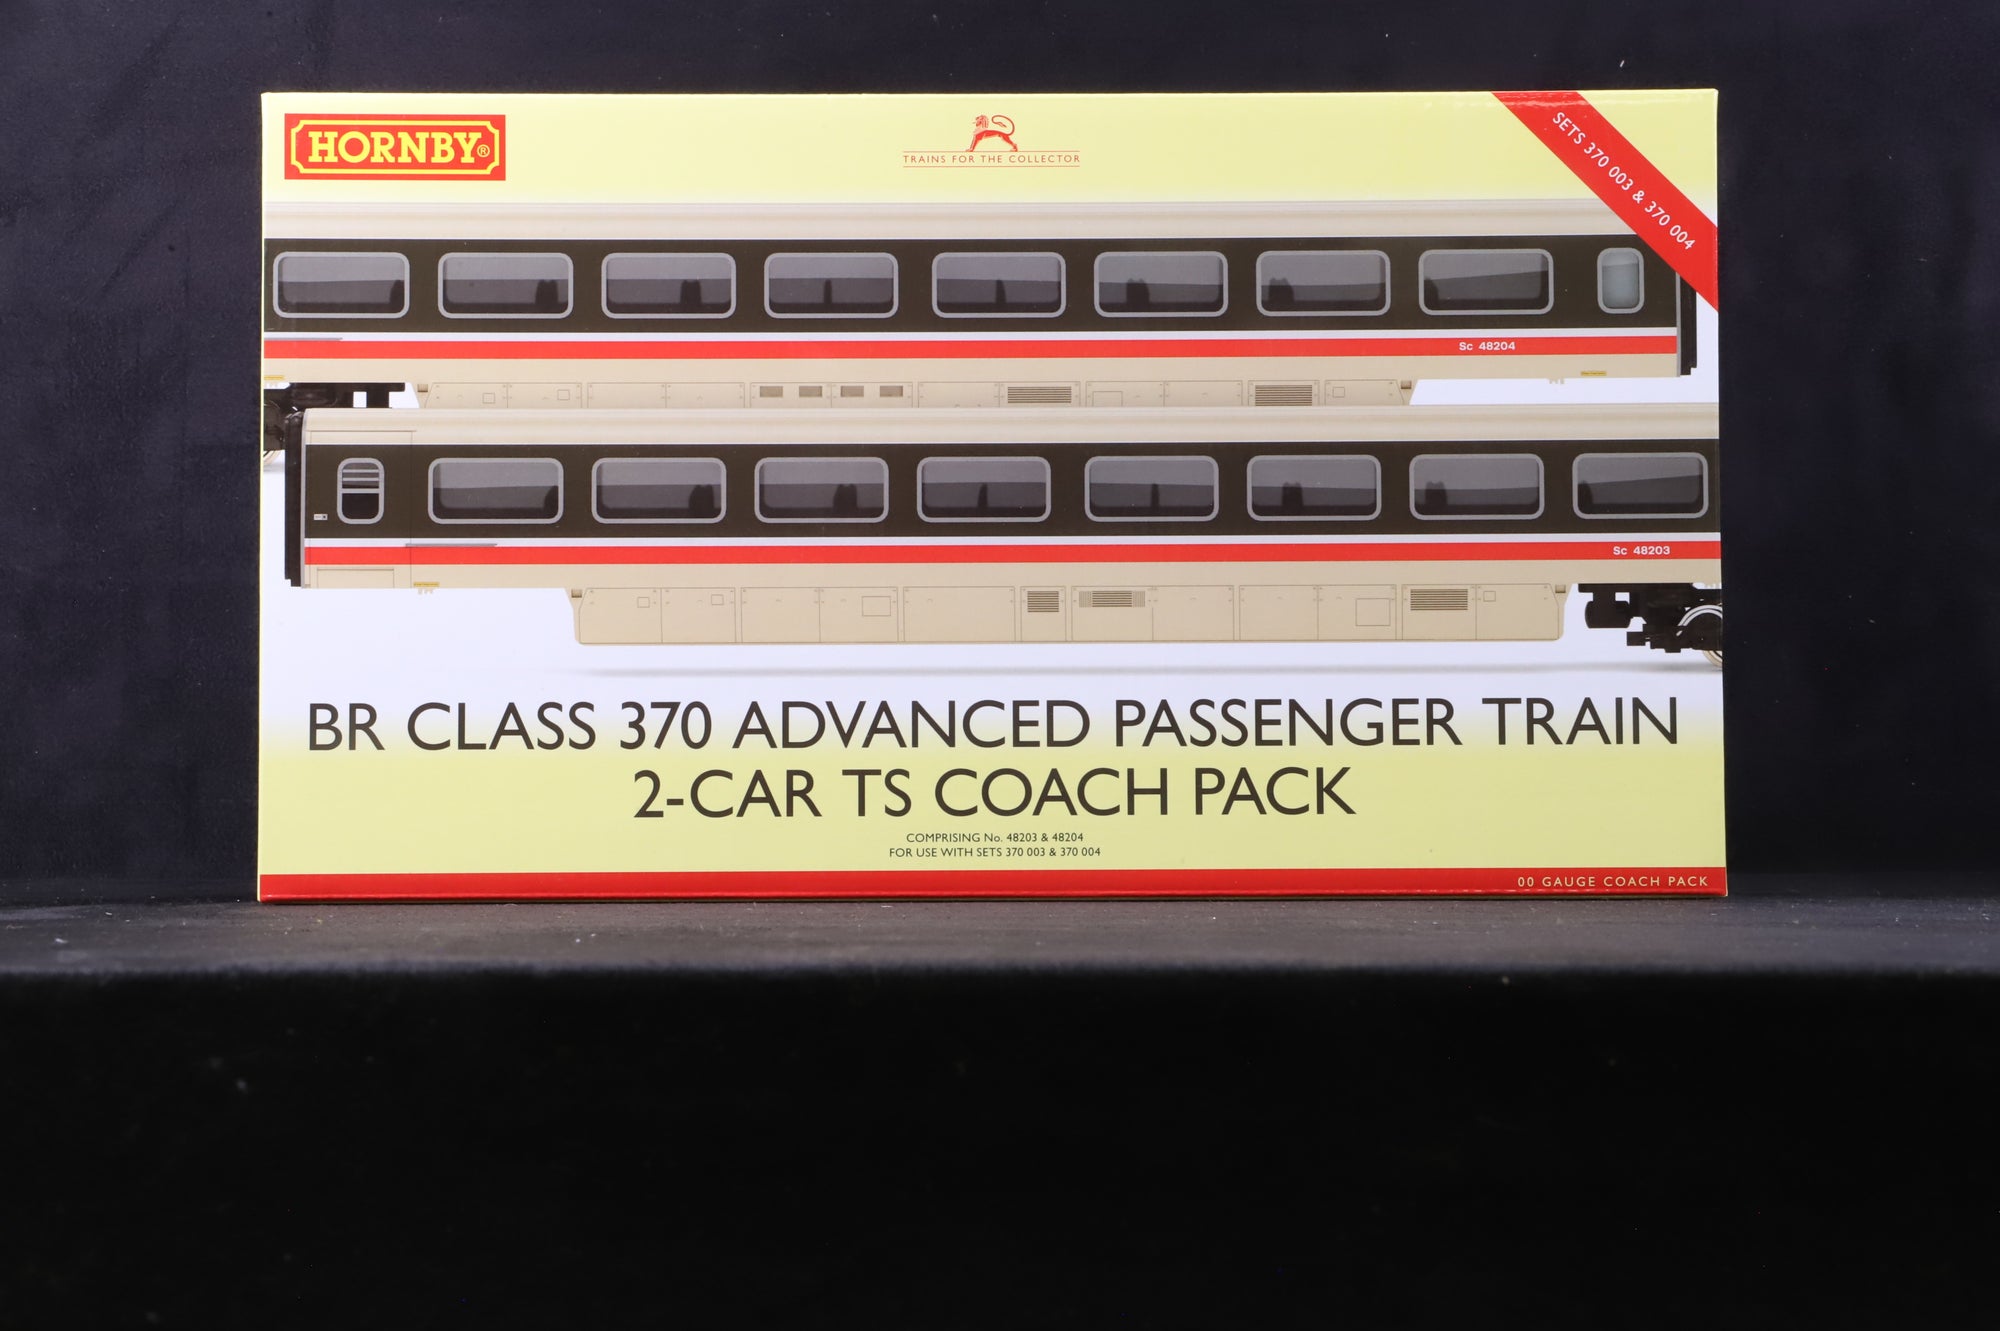 HORNBY®
TRAINS FOR THE COLLECTOR
SETS 370 003 & 370 004
Sc 48204
Sc 48203
BR CLASS 370 ADVANCED PASSENGER TRAIN
2-CAR TS COACH PACK
COMPRISING No. 48203 & 48204
FOR USE WITH SETS 370 003 & 370 004
00 GAUGE COACH PACK